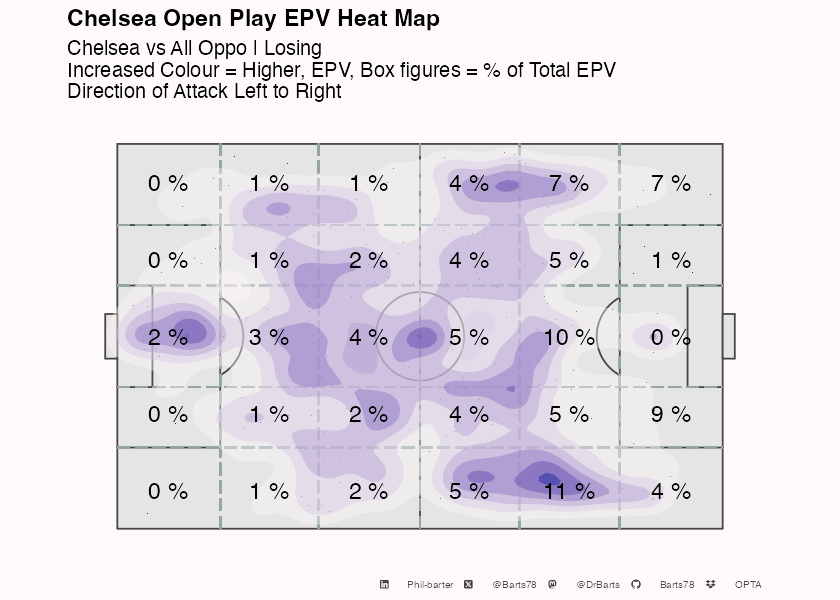 Chelsea Open Play EPV Heat Map
Chelsea vs All Oppo | Losing
Increased Colour = Higher, EPV, Box figures = % of Total EPV
Direction of Attack Left to Right
0 % 1 % 1 % 4 % 7 % 7 %
0 % 1 % 2 % 4 % 5 % 1 %
2 % 3 % 4 % 5 % 10 % 0 %
0 % 1 % 2 % 4 % 5 % 9 %
0 % 1 % 2 % 5 % 11 % 4 %
Phil-barter @Barts78 @DrBarts Barts78 OPTA